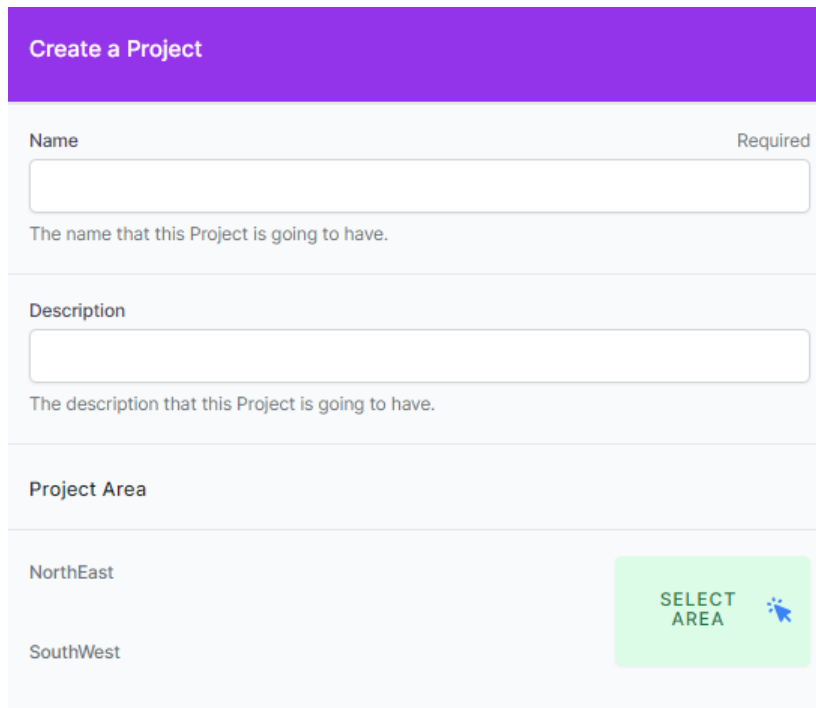 Create a Project
Name
Required
The name that this Project is going to have.
Description
The description that this Project is going to have.
Project Area
NorthEast
SELECT
AREA
SouthWest